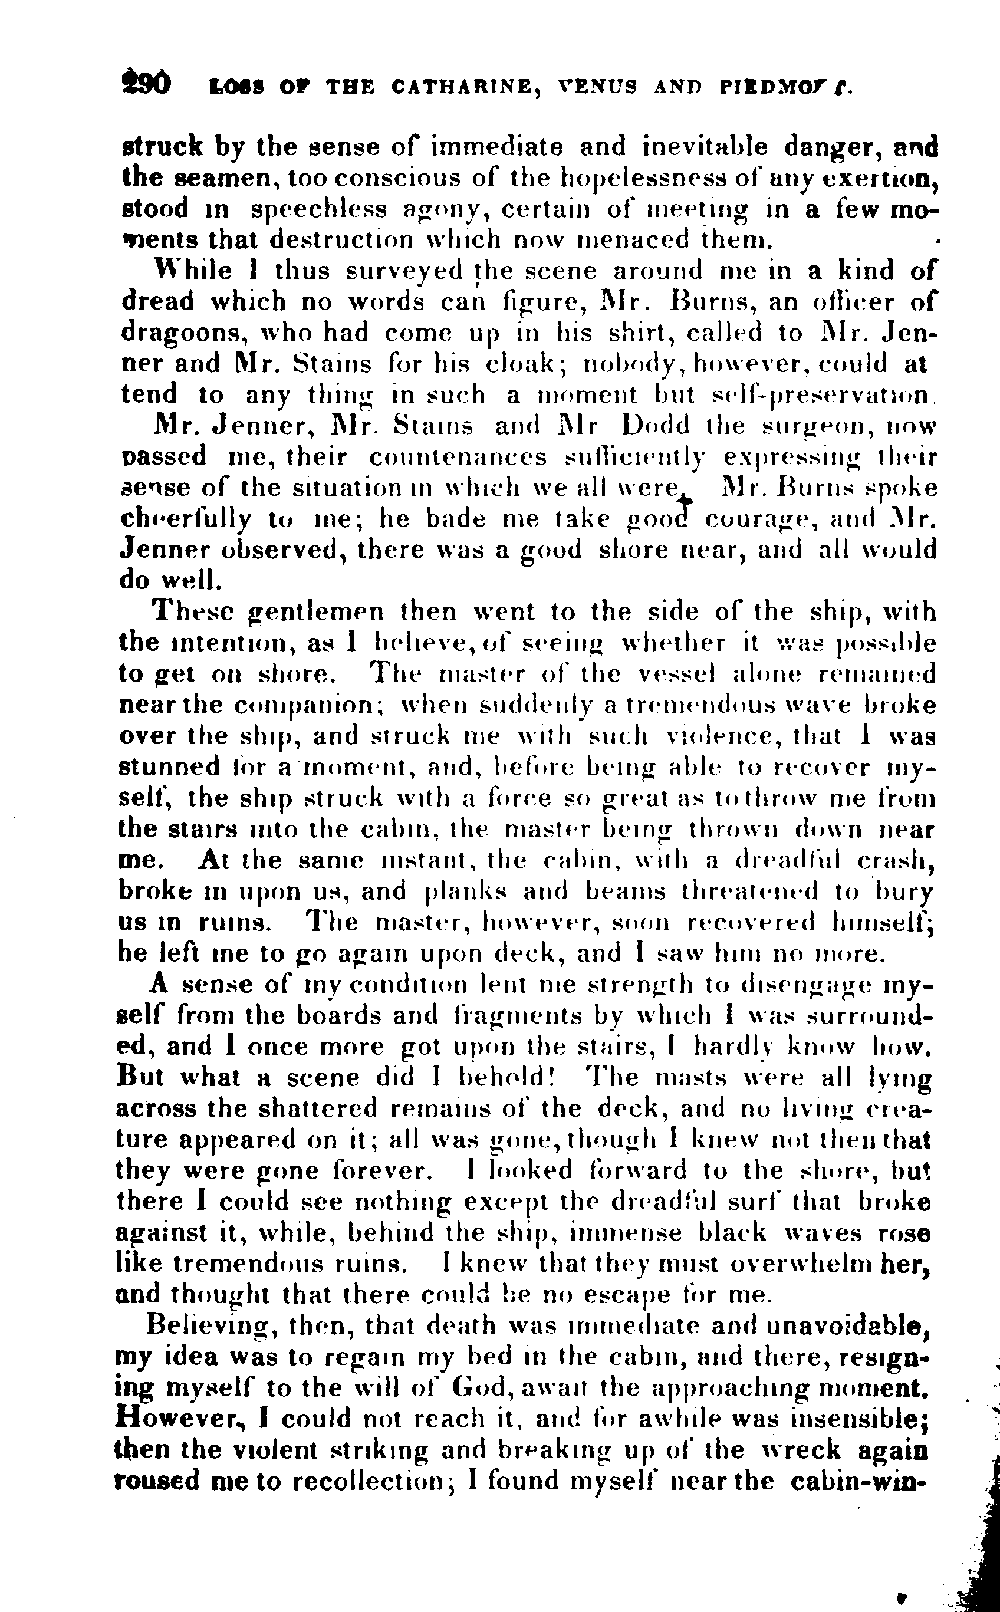 290 LOSS OF THE CATHARINE, VENUS AND PIEDMONT.
struck by the sense of immediate and inevitable danger, and
the seamen, too conscious of the hopelessness of any exertion,
stood in speechless agony, certain of meeting in a few mo-
ments that destruction which now menaced them.
While I thus surveyed the scene around me in a kind of
dread which no words can figure, Mr. Burns, an officer of
dragoons, who had come up in his shirt, called to Mr. Jen-
ner and Mr. Stains for his cloak; nobody, however, could at
tend to any thing in such a moment but self-preservation.
Mr. Jenner, Mr. Stains and Mr Dodd the surgeon, now
passed me, their countenances sufficiently expressing their
sense of the situation in which we all were. Mr. Burns spoke
cheerfully to me; he bade me take good courage, and Mr.
Jenner observed, there was a good shore near, and all would
do well.
These gentlemen then went to the side of the ship, with
the intention, as I believe, of seeing whether it was possible
to get on shore. The master of the vessel alone remained
near the companion; when suddenly a tremendous wave broke
over the ship, and struck me with such violence, that I was
stunned for a moment, and, before being able to recover my-
self, the ship struck with a force so great as to throw me from
the stairs into the cabin, the master being thrown down near
me. At the same instant, the cabin, with a dreadful crash,
broke in upon us, and planks and beams threatened to bury
us in ruins. The master, however, soon recovered himself;
he left me to go again upon deck, and I saw him no more.
A sense of my condition lent me strength to disengage my-
self from the boards and fragments by which I was surround-
ed, and I once more got upon the stairs, I hardly know how.
But what a scene did I behold! The masts were all lying
across the shattered remains of the deck, and no living crea-
ture appeared on it; all was gone, though I knew not then that
they were gone forever. I looked forward to the shore, but
there I could see nothing except the dreadful surf that broke
against it, while, behind the ship, immense black waves rose
like tremendous ruins. I knew that they must overwhelm her,
and thought that there could be no escape for me.
Believing, then, that death was immediate and unavoidable,
my idea was to regain my bed in the cabin, and there, resign-
ing myself to the will of God, await the approaching moment.
However, I could not reach it, and for awhile was insensible;
then the violent striking and breaking up of the wreck again
roused me to recollection; I found myself near the cabin-win-